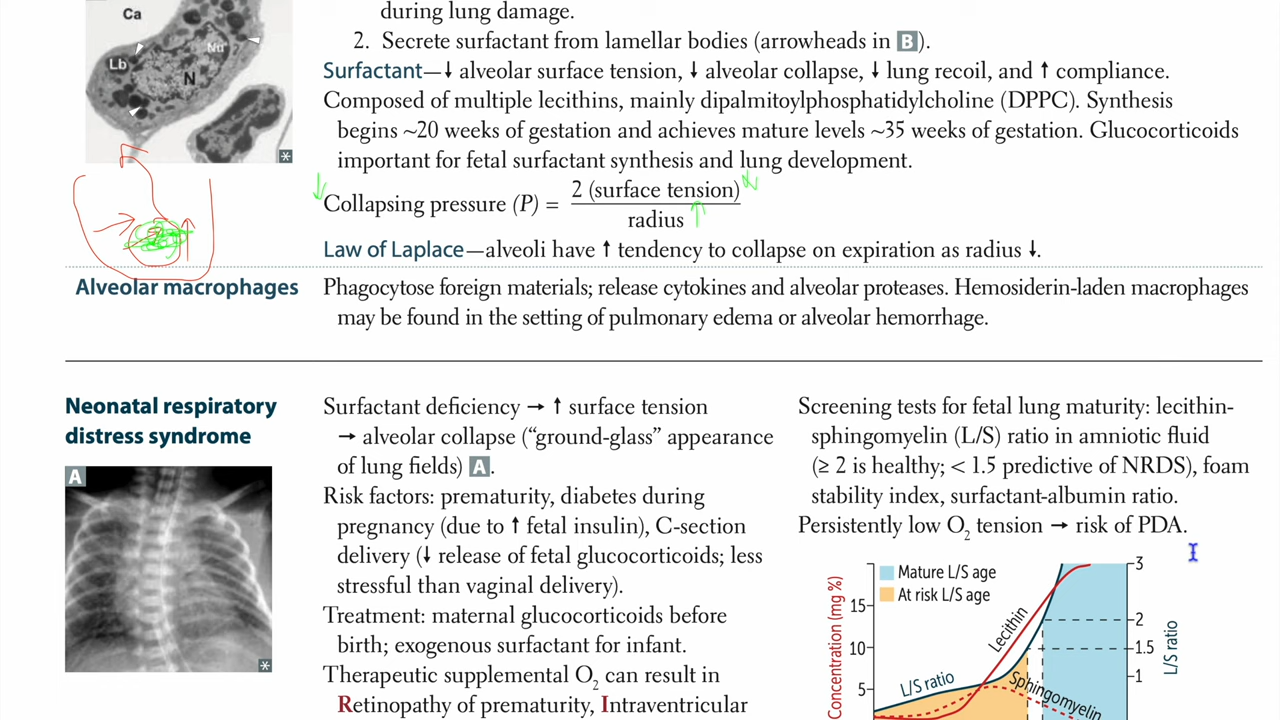 Ca
Nu
Lb
N
*
during lung damage.
2. Secrete surfactant from lamellar bodies (arrowheads in B).
Surfactant—↓ alveolar surface tension, ↓ alveolar collapse, ↓ lung recoil, and ↑ compliance.
Composed of multiple lecithins, mainly dipalmitoylphosphatidylcholine (DPPC). Synthesis
begins ~20 weeks of gestation and achieves mature levels ~35 weeks of gestation. Glucocorticoids
important for fetal surfactant synthesis and lung development.
Collapsing pressure (P) = 2 (surface tension)
radius
Law of Laplace—alveoli have ↑ tendency to collapse on expiration as radius ↓.
Alveolar macrophages
Phagocytose foreign materials; release cytokines and alveolar proteases. Hemosiderin-laden macrophages
may be found in the setting of pulmonary edema or alveolar hemorrhage.
Neonatal respiratory
distress syndrome
A
*
Surfactant deficiency → ↑ surface tension
→ alveolar collapse (“ground-glass” appearance
of lung fields) A.
Risk factors: prematurity, diabetes during
pregnancy (due to ↑ fetal insulin), C-section
delivery (↓ release of fetal glucocorticoids; less
stressful than vaginal delivery).
Treatment: maternal glucocorticoids before
birth; exogenous surfactant for infant.
Therapeutic supplemental O₂ can result in
Retinopathy of prematurity, Intraventricular
Screening tests for fetal lung maturity: lecithin-
sphingomyelin (L/S) ratio in amniotic fluid
(≥ 2 is healthy; < 1.5 predictive of NRDS), foam
stability index, surfactant-albumin ratio.
Persistently low O₂ tension → risk of PDA.
Mature L/S age
At risk L/S age
Concentration (mg %)
15
10
5
Lecithin
L/S ratio
Sphingomyelin
3
2
1.5
1
L/S ratio